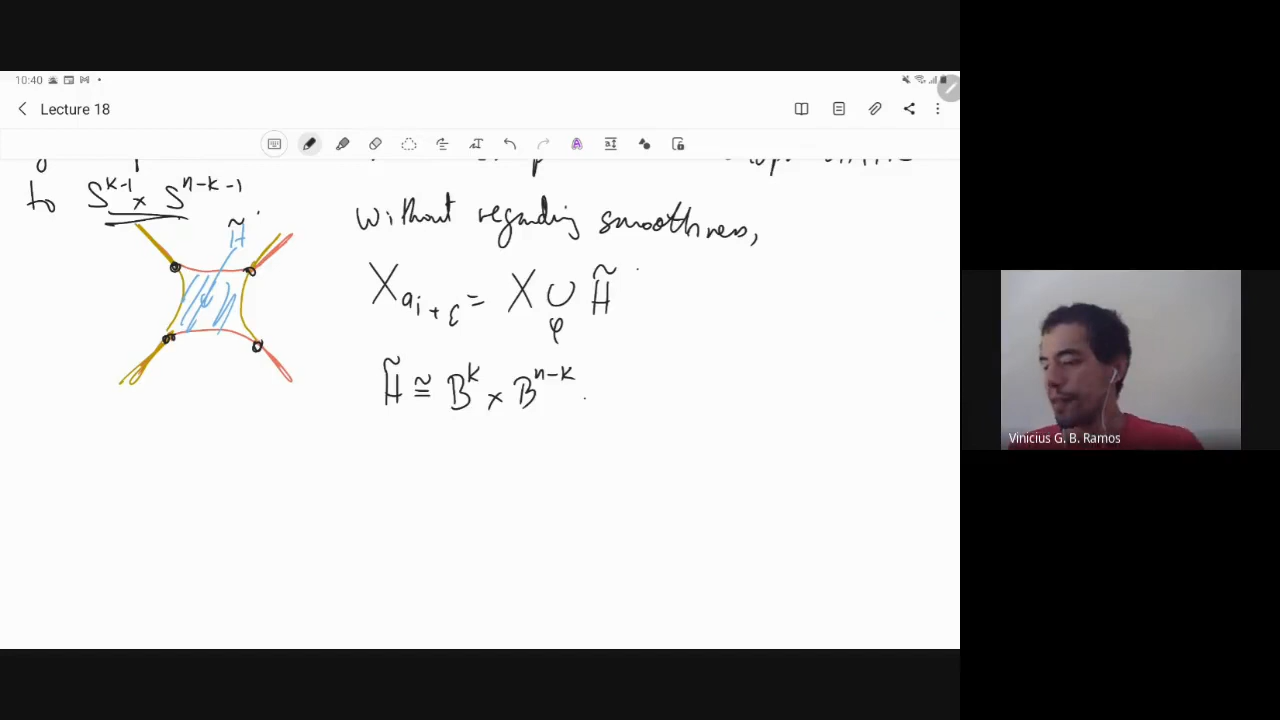 10:40
Lecture 18
to S^{k-1} × S^{n-k-1}
H̃
without regarding smoothness,
X_{a_i+ε} = X ∪_φ H̃
H̃ ≅ B^k × B^{n-k}.
Vinicius G. B. Ramos